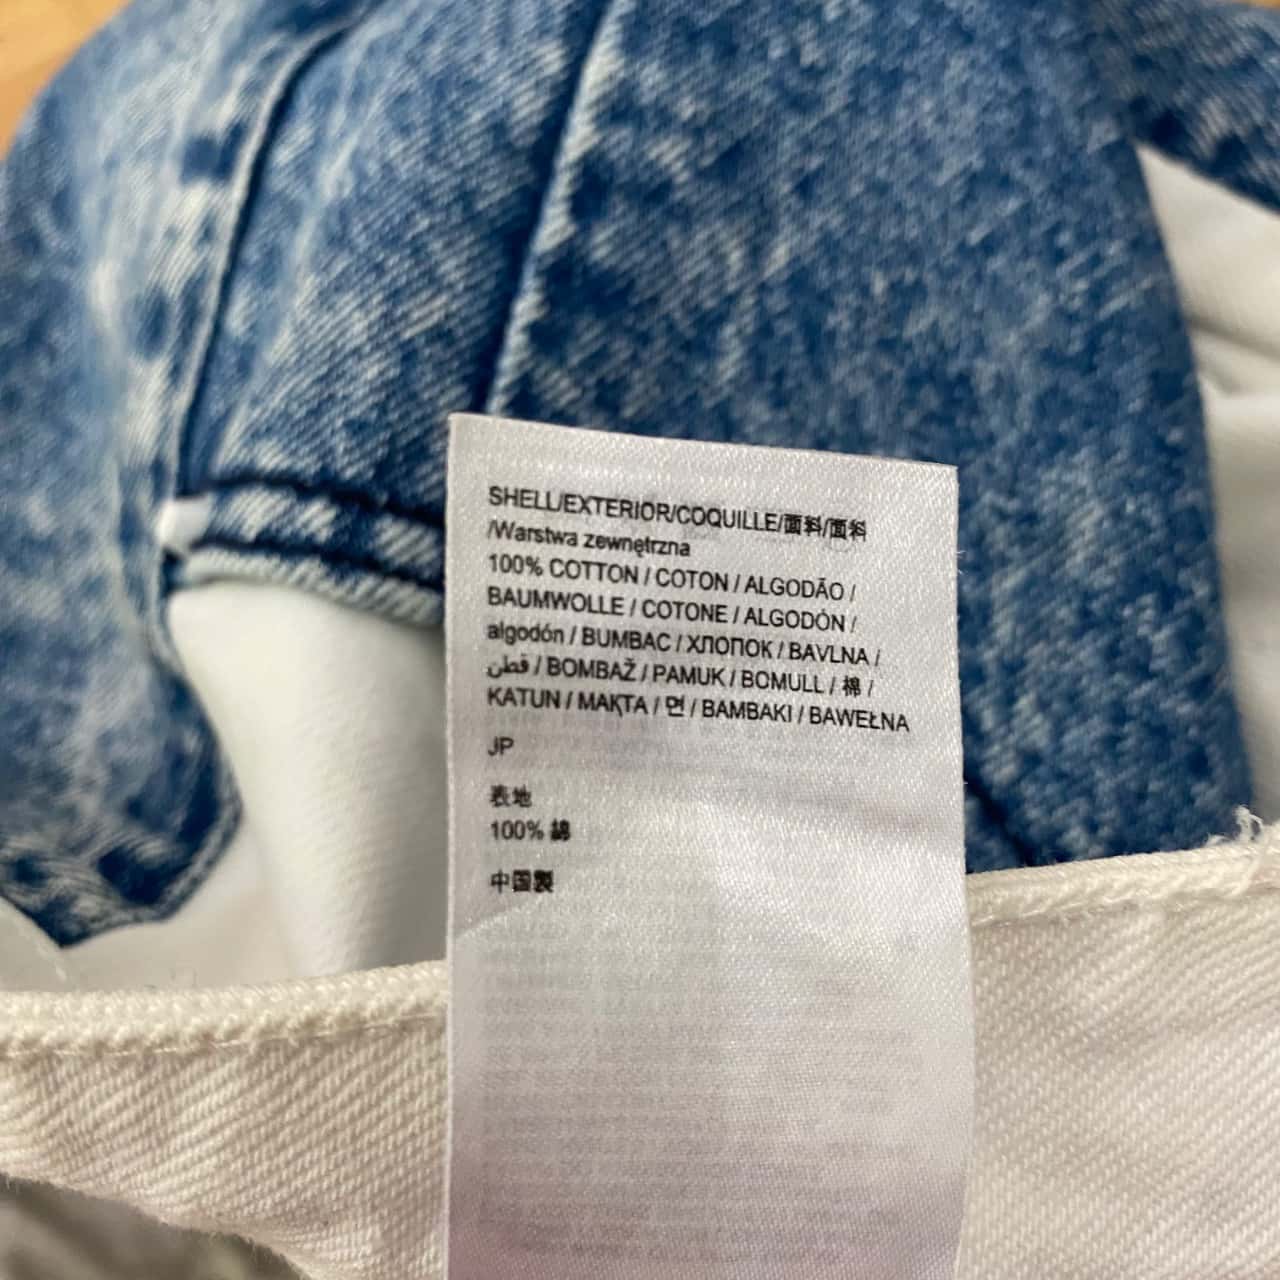 SHELL/EXTERIOR/COQUILLE/面料/面料
/Warstwa zewnętrzna
100% COTTON / COTON / ALGODÃO /
BAUMWOLLE / COTONE / ALGODÓN /
algodón / BUMBAC / ХЛОПОК / BAVLNA /
قطن / BOMBAŽ / PAMUK / BOMULL / 棉 /
KATUN / МАҚТА / 면 / BAMBAKI / BAWEŁNA
JP
表地
100% 綿
中国製